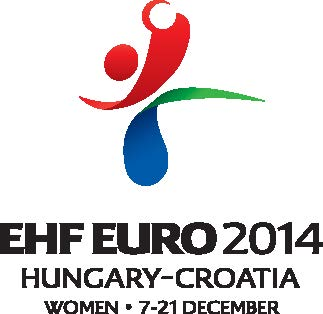 EHF EURO 2014
HUNGARY-CROATIA
WOMEN • 7-21 DECEMBER